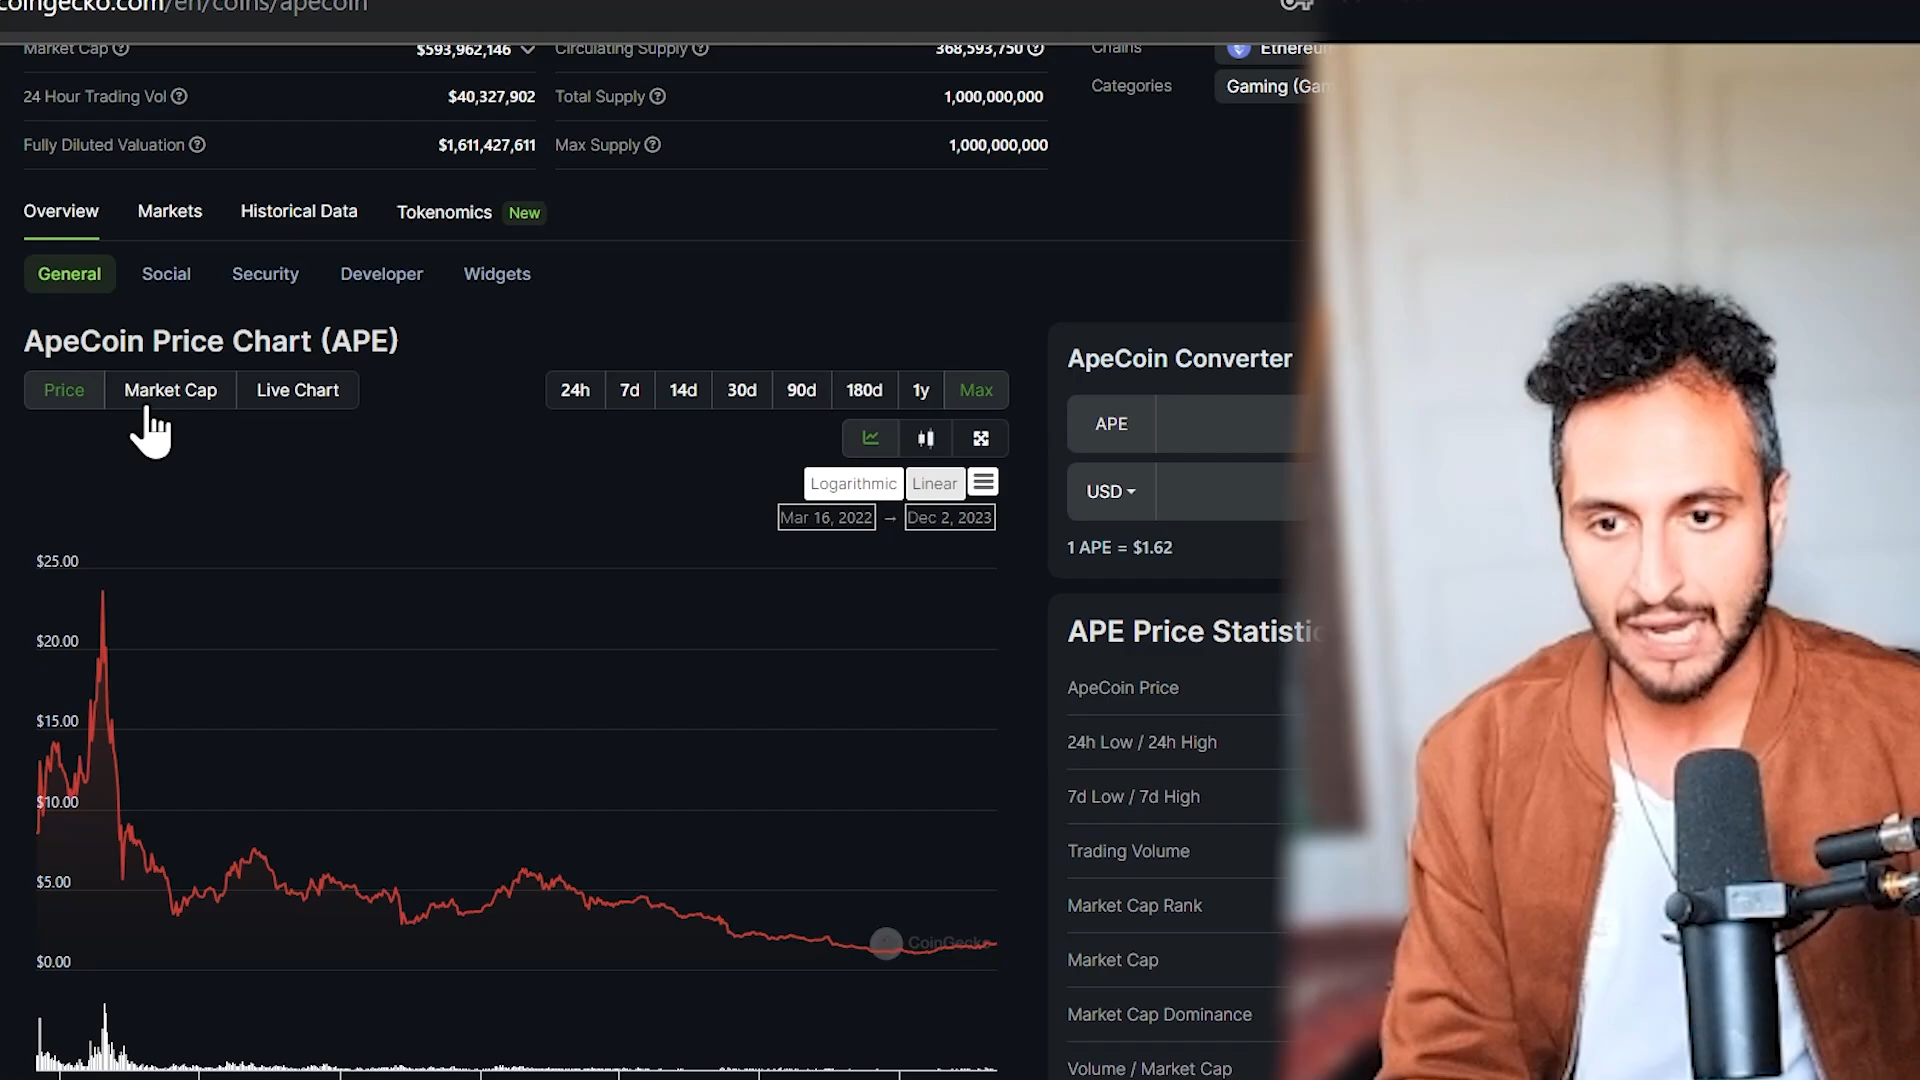 coingecko.com/en/coins/apecoin
Market Cap $593,962,146 Circulating Supply 368,593,750 Chains Ethereu
24 Hour Trading Vol $40,327,902 Total Supply 1,000,000,000 Categories Gaming (Gam
Fully Diluted Valuation $1,611,427,611 Max Supply 1,000,000,000
Overview Markets Historical Data Tokenomics New
General Social Security Developer Widgets
ApeCoin Price Chart (APE)
Price Market Cap Live Chart 24h 7d 14d 30d 90d 180d 1y Max
Logarithmic Linear
Mar 16, 2022 → Dec 2, 2023
$25.00
$20.00
$15.00
$10.00
$5.00
$0.00
CoinGecko
ApeCoin Converter
APE
USD
1 APE = $1.62
APE Price Statistic
ApeCoin Price
24h Low / 24h High
7d Low / 7d High
Trading Volume
Market Cap Rank
Market Cap
Market Cap Dominance
Volume / Market Cap